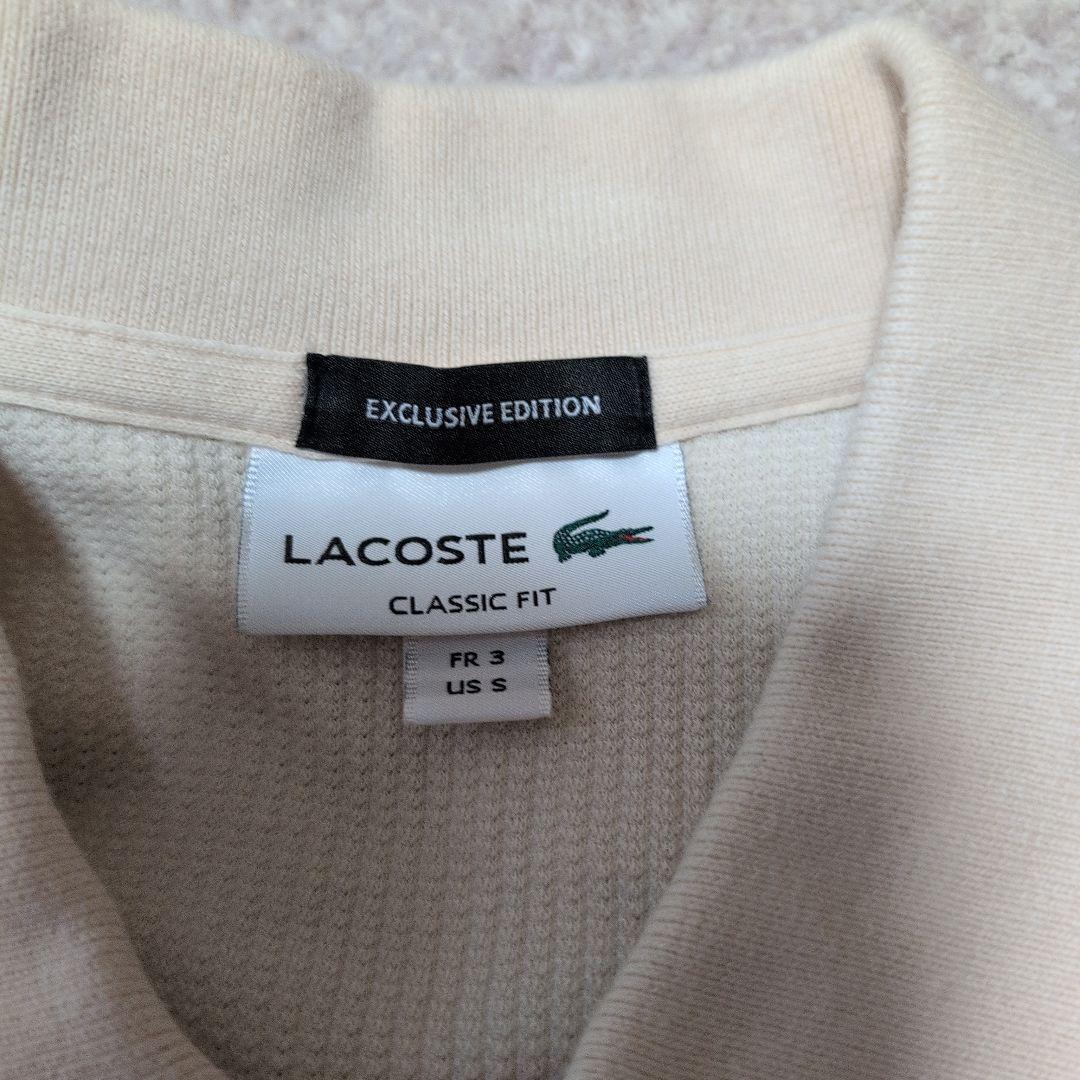 EXCLUSIVE EDITION
LACOSTE
CLASSIC FIT
FR 3
US S